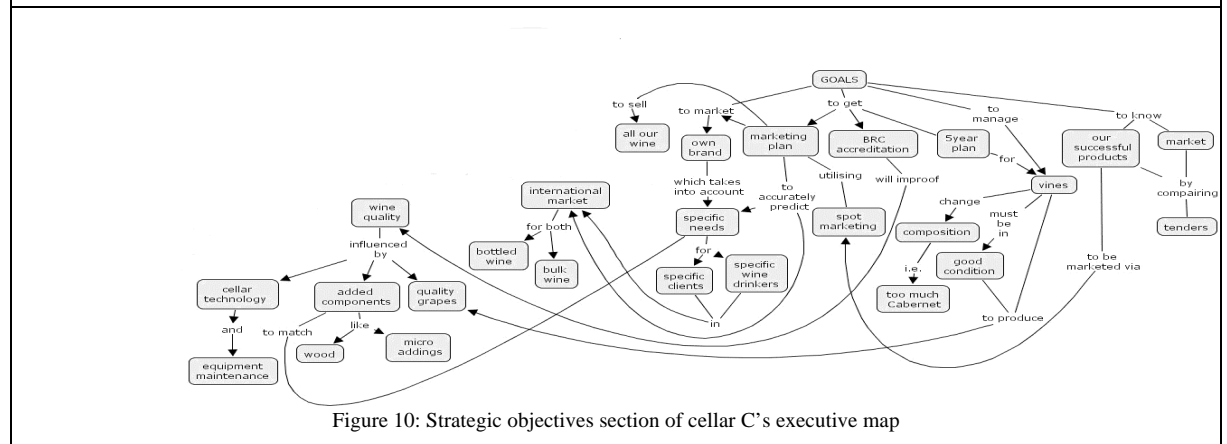 GOALS
to sell
to market
to get
to
manage
to know
all our
wine
own
brand
marketing
plan
BRC
accreditation
5year
plan
for
our
successful
products
market
which takes
into account
to
accurately
predict
utilising
will improof
vines
by
compairing
international
market
wine
quality
specific
needs
spot
marketing
change
must
be
in
composition
tenders
for both
influenced
by
bottled
wine
bulk
wine
for
specific
clients
specific
wine
drinkers
i.e.
good
condition
to be
marketed via
cellar
technology
added
components
quality
grapes
too much
Cabernet
and
to match
like
in
to produce
wood
micro
addings
equipment
maintenance
Figure 10: Strategic objectives section of cellar C's executive map